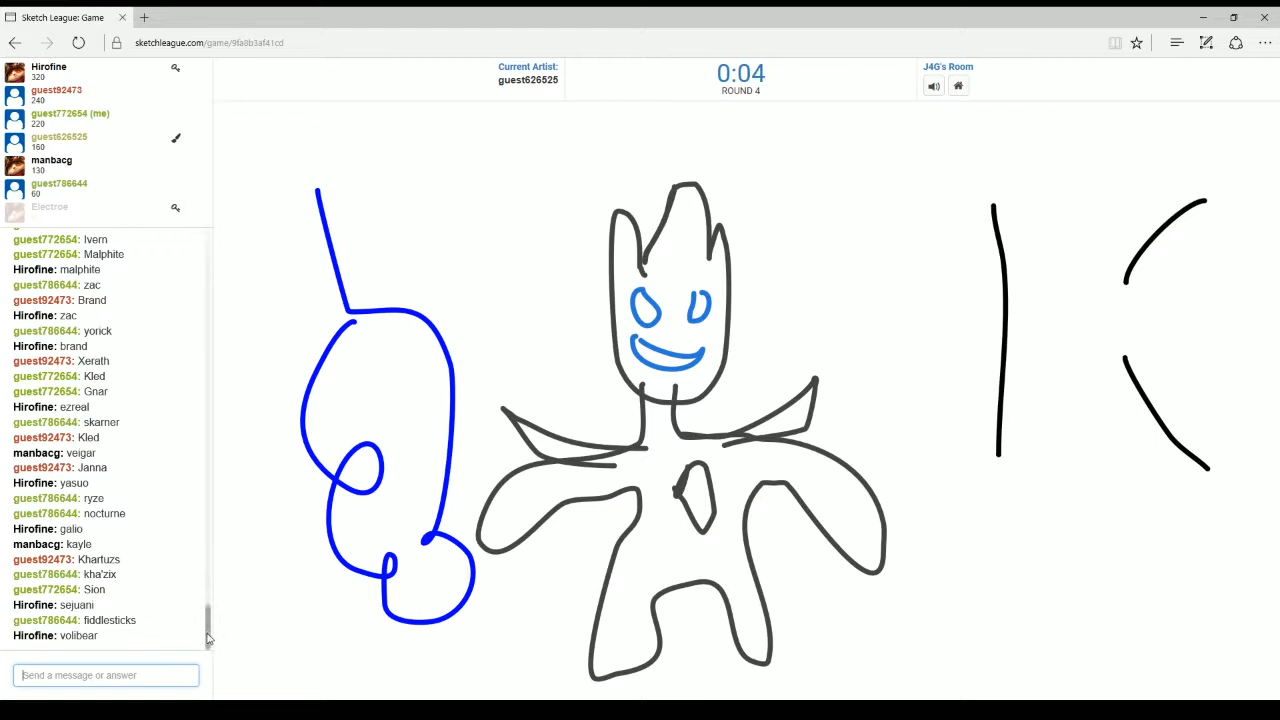 Sketch League: Game
sketchleague.com/game/9fa8b3af41cd
Hirofine
320
guest92473
240
guest772654 (me)
220
guest626525
160
manbacg
130
guest786644
60
Electroe
guest772654: Ivern
guest772654: Malphite
Hirofine: malphite
guest786644: zac
guest92473: Brand
Hirofine: zac
guest786644: yorick
Hirofine: brand
guest92473: Xerath
guest772654: Kled
guest772654: Gnar
Hirofine: ezreal
guest786644: skarner
guest92473: Kled
manbacg: veigar
guest92473: Janna
Hirofine: yasuo
guest786644: ryze
guest786644: nocturne
Hirofine: galio
manbacg: kayle
guest92473: Khartuzs
guest786644: kha'zix
guest772654: Sion
Hirofine: sejuani
guest786644: fiddlesticks
Hirofine: volibear
Send a message or answer
Current Artist:
guest626525
0:04
ROUND 4
J4G's Room